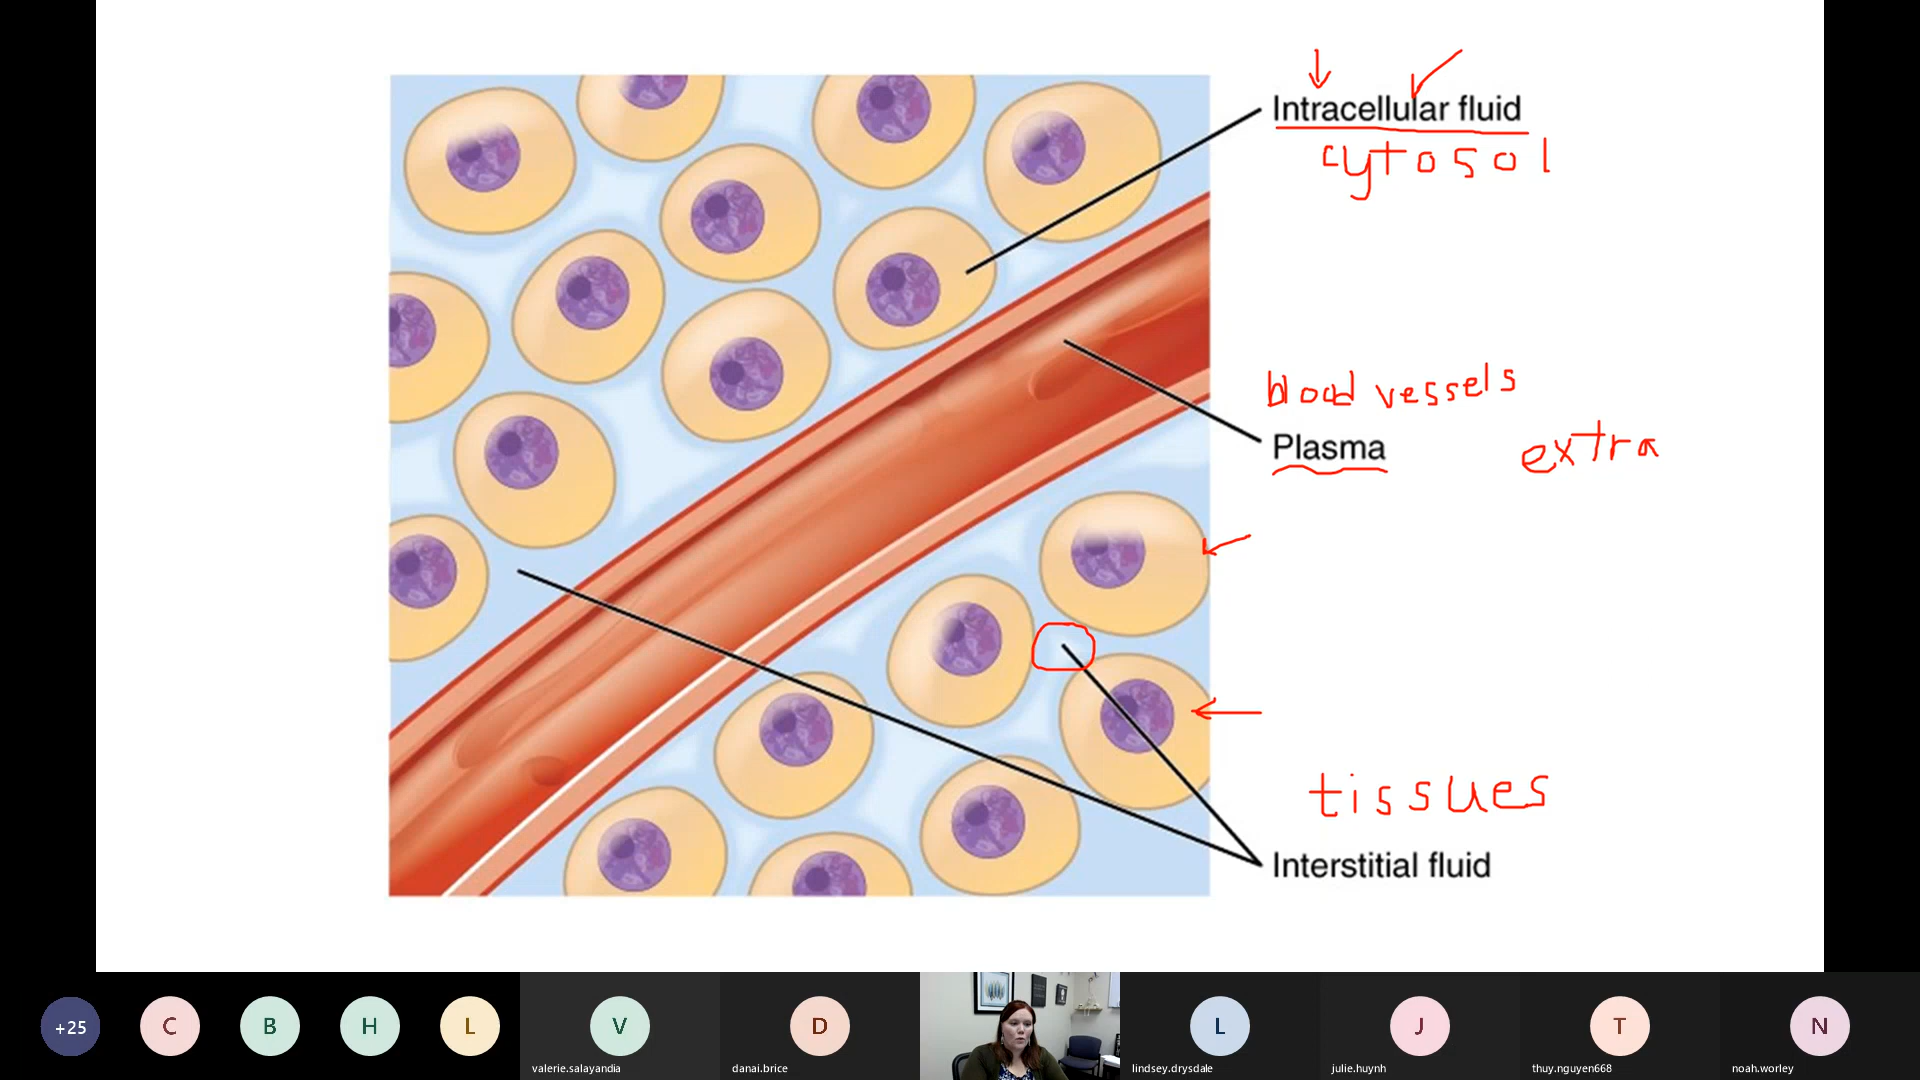 Intracellular fluid
cytosol
blood vessels
Plasma
extra
tissues
Interstitial fluid
+25
C
B
H
L
V
D
L
J
T
N
valerie.salayandia
danai.brice
lindsey.drysdale
julie.huynh
thuy.nguyen668
noah.worley